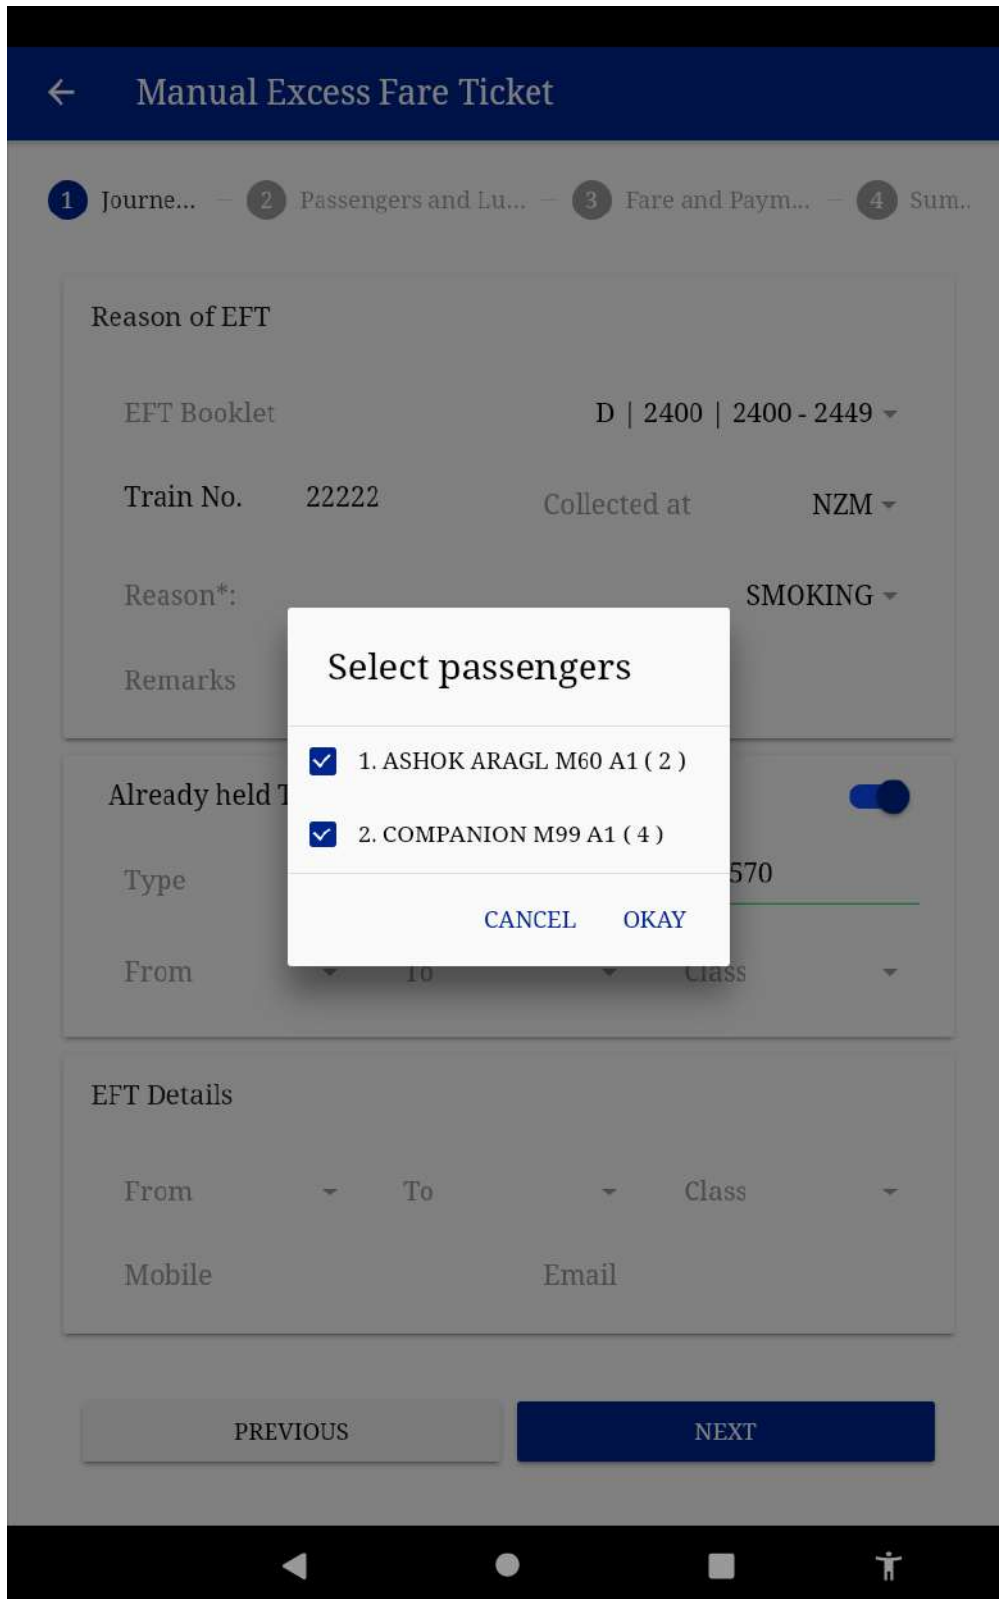 Manual Excess Fare Ticket
1 Journe... 2 Passengers and Lu... 3 Fare and Paym... 4 Sum..
Reason of EFT
EFT Booklet D | 2400 | 2400 - 2449
Train No. 22222 Collected at NZM
Reason*: SMOKING
Remarks
Select passengers
1. ASHOK ARAGL M60 A1 ( 2 )
Already held
2. COMPANION M99 A1 ( 4 )
Type 570
CANCEL OKAY
From To Class
EFT Details
From To Class
Mobile Email
PREVIOUS NEXT